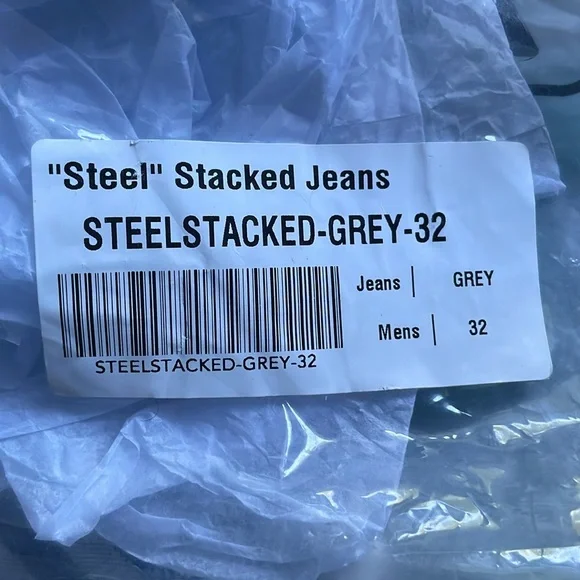 "Steel" Stacked Jeans
STEELSTACKED-GREY-32
Jeans | GREY
Mens | 32
STEELSTACKED-GREY-32